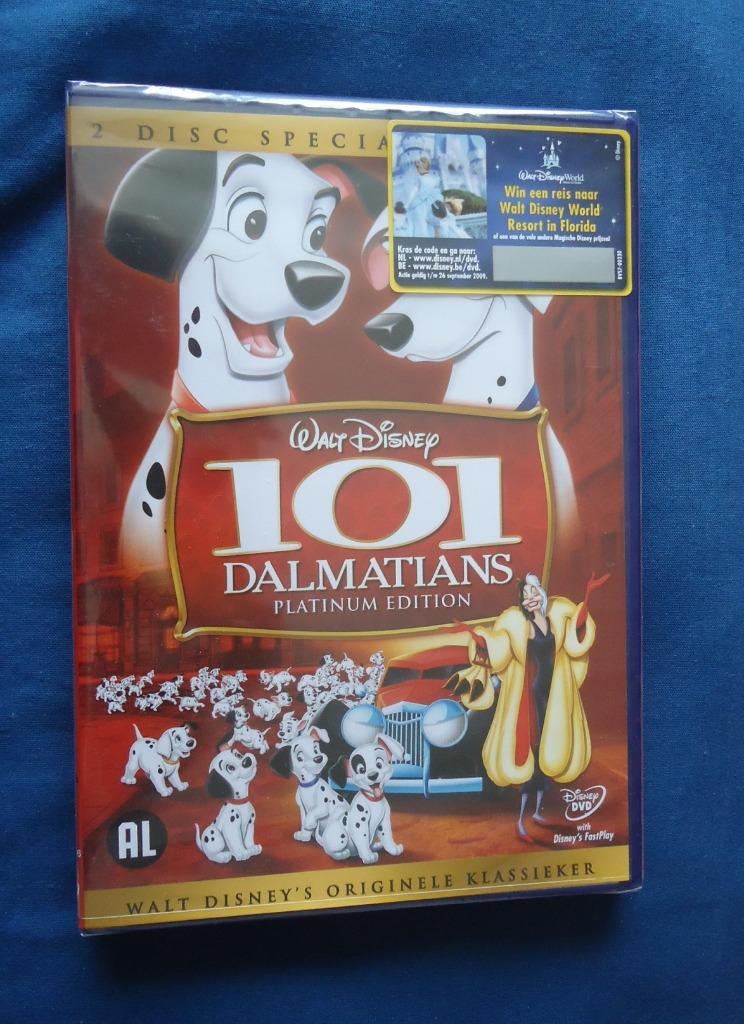 2 DISC SPECIA
Walt Disney World
Win een reis naar
Walt Disney World
Resort in Florida
of een van de vele andere Magische Disney prijzen!
Kras de code en ga naar:
NL - www.disney.nl/dvd.
BE - www.disney.be/dvd.
Actie geldig t/m 26 september 2009.
© Disney
WALT DISNEY
101
DALMATIANS
PLATINUM EDITION
DISNEY
DVD
with
Disney's FastPlay
AL
WALT DISNEY'S ORIGINELE KLASSIEKER